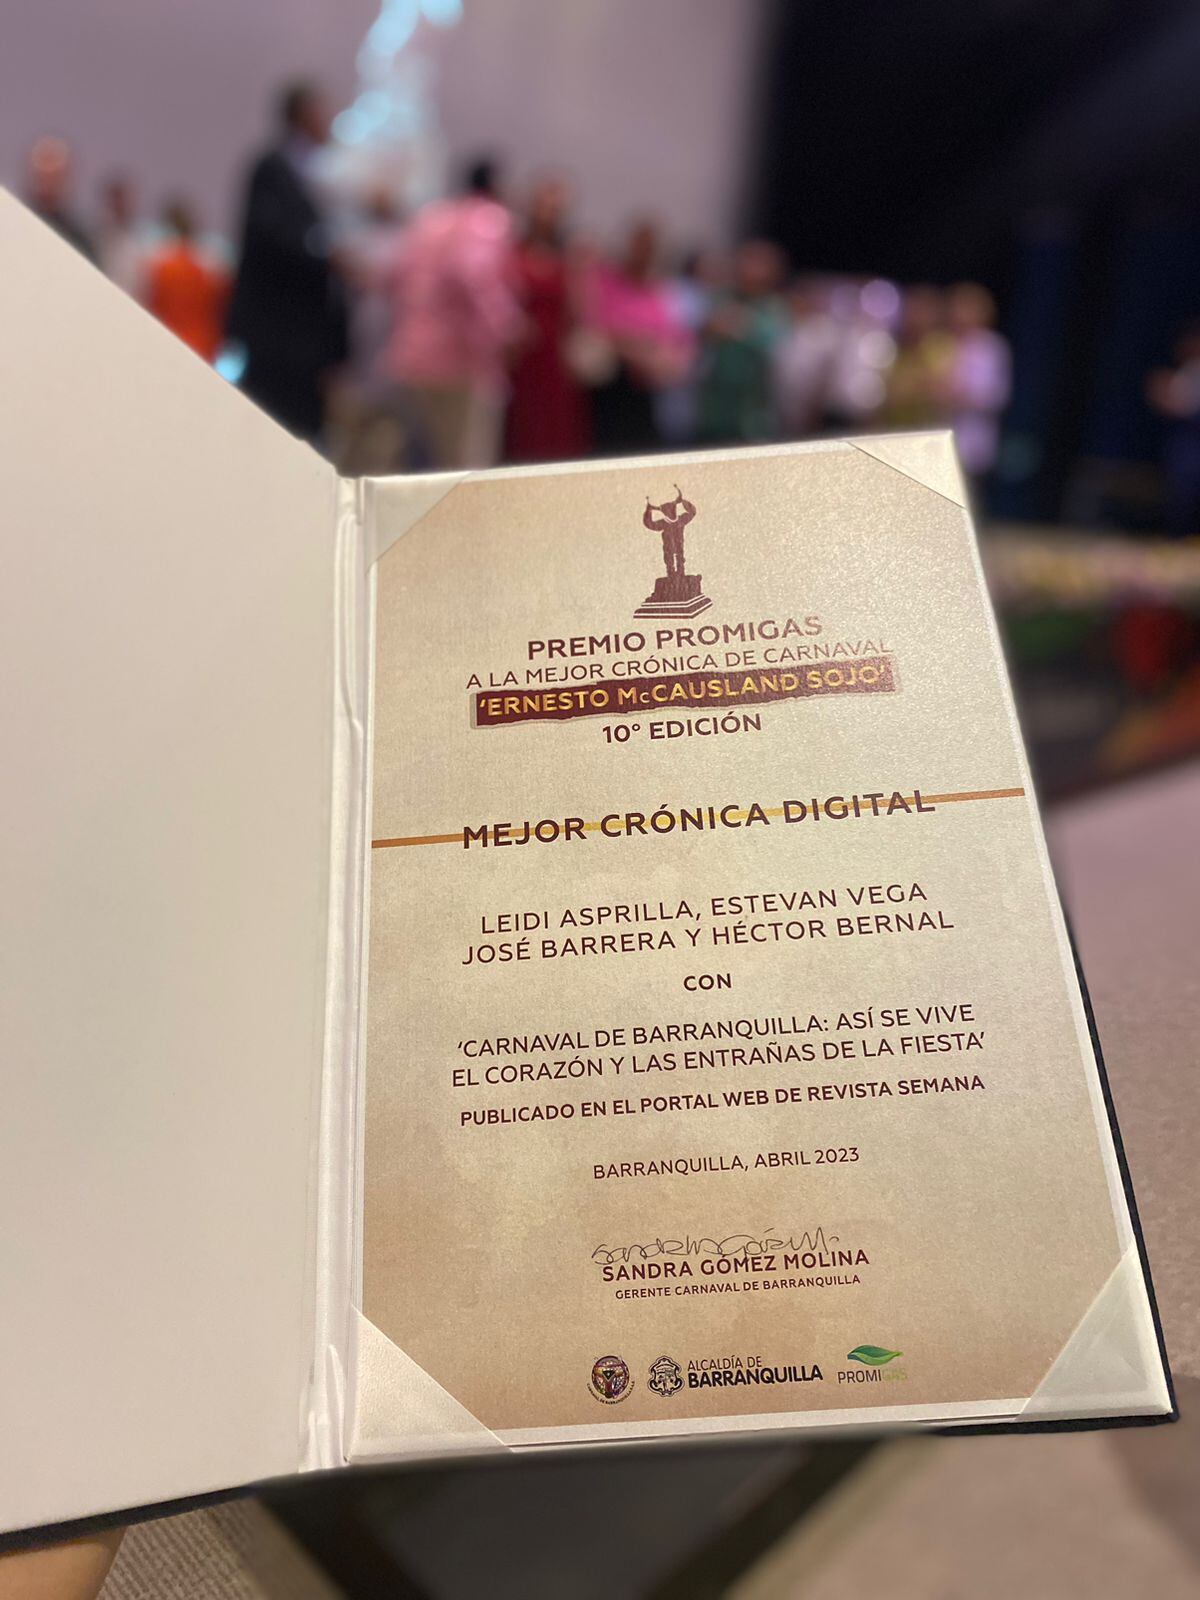 PREMIO PROMIGAS
A LA MEJOR CRÓNICA DE CARNAVAL
‘ERNESTO McCAUSLAND SOJO’
10° EDICIÓN
MEJOR CRÓNICA DIGITAL
LEIDI ASPRILLA, ESTEVAN VEGA
JOSÉ BARRERA Y HÉCTOR BERNAL
CON
‘CARNAVAL DE BARRANQUILLA: ASÍ SE VIVE
EL CORAZÓN Y LAS ENTRAÑAS DE LA FIESTA’
PUBLICADO EN EL PORTAL WEB DE REVISTA SEMANA
BARRANQUILLA, ABRIL 2023
SANDRA GÓMEZ MOLINA
GERENTE CARNAVAL DE BARRANQUILLA
ALCALDÍA DE
BARRANQUILLA
PROMIGAS